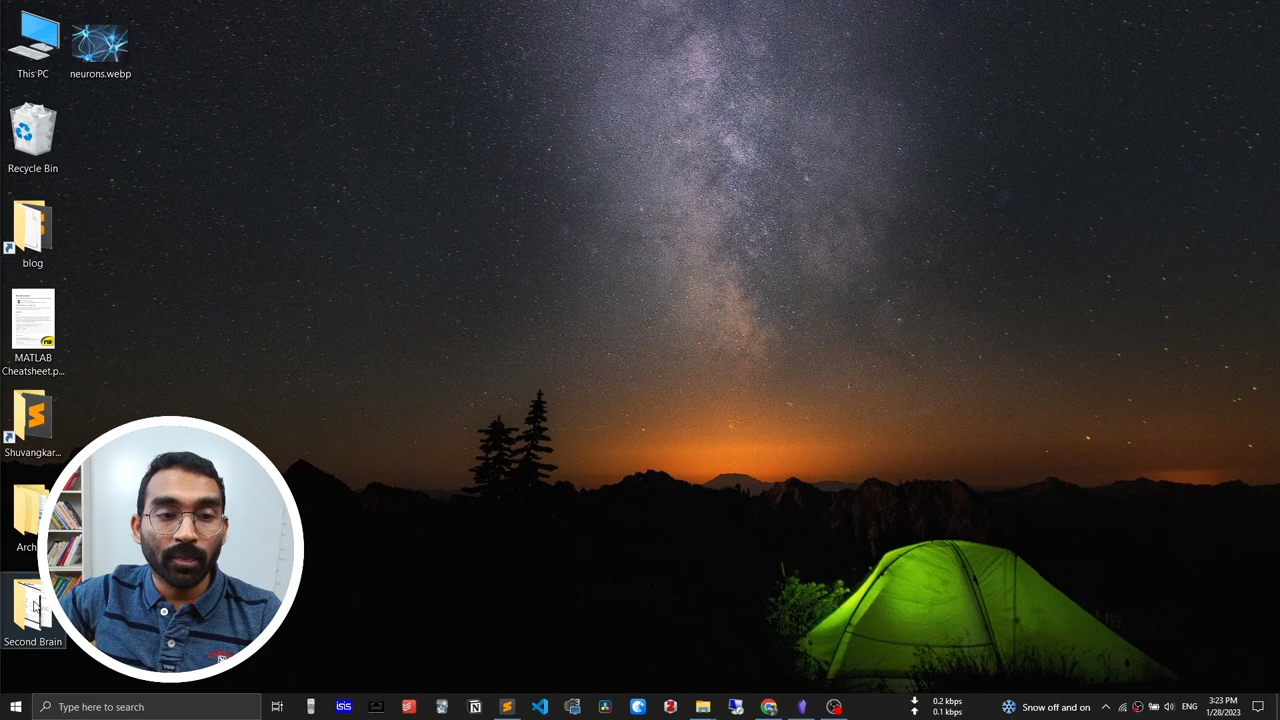 This PC
neurons.webp
Recycle Bin
blog
MATLAB
Cheatsheet.p...
Shuvangkar...
Arch
Second Brain
Type here to search
isis
0.2 kbps
0.1 kbps
Snow off and on
ENG
3:23 PM
1/28/2023